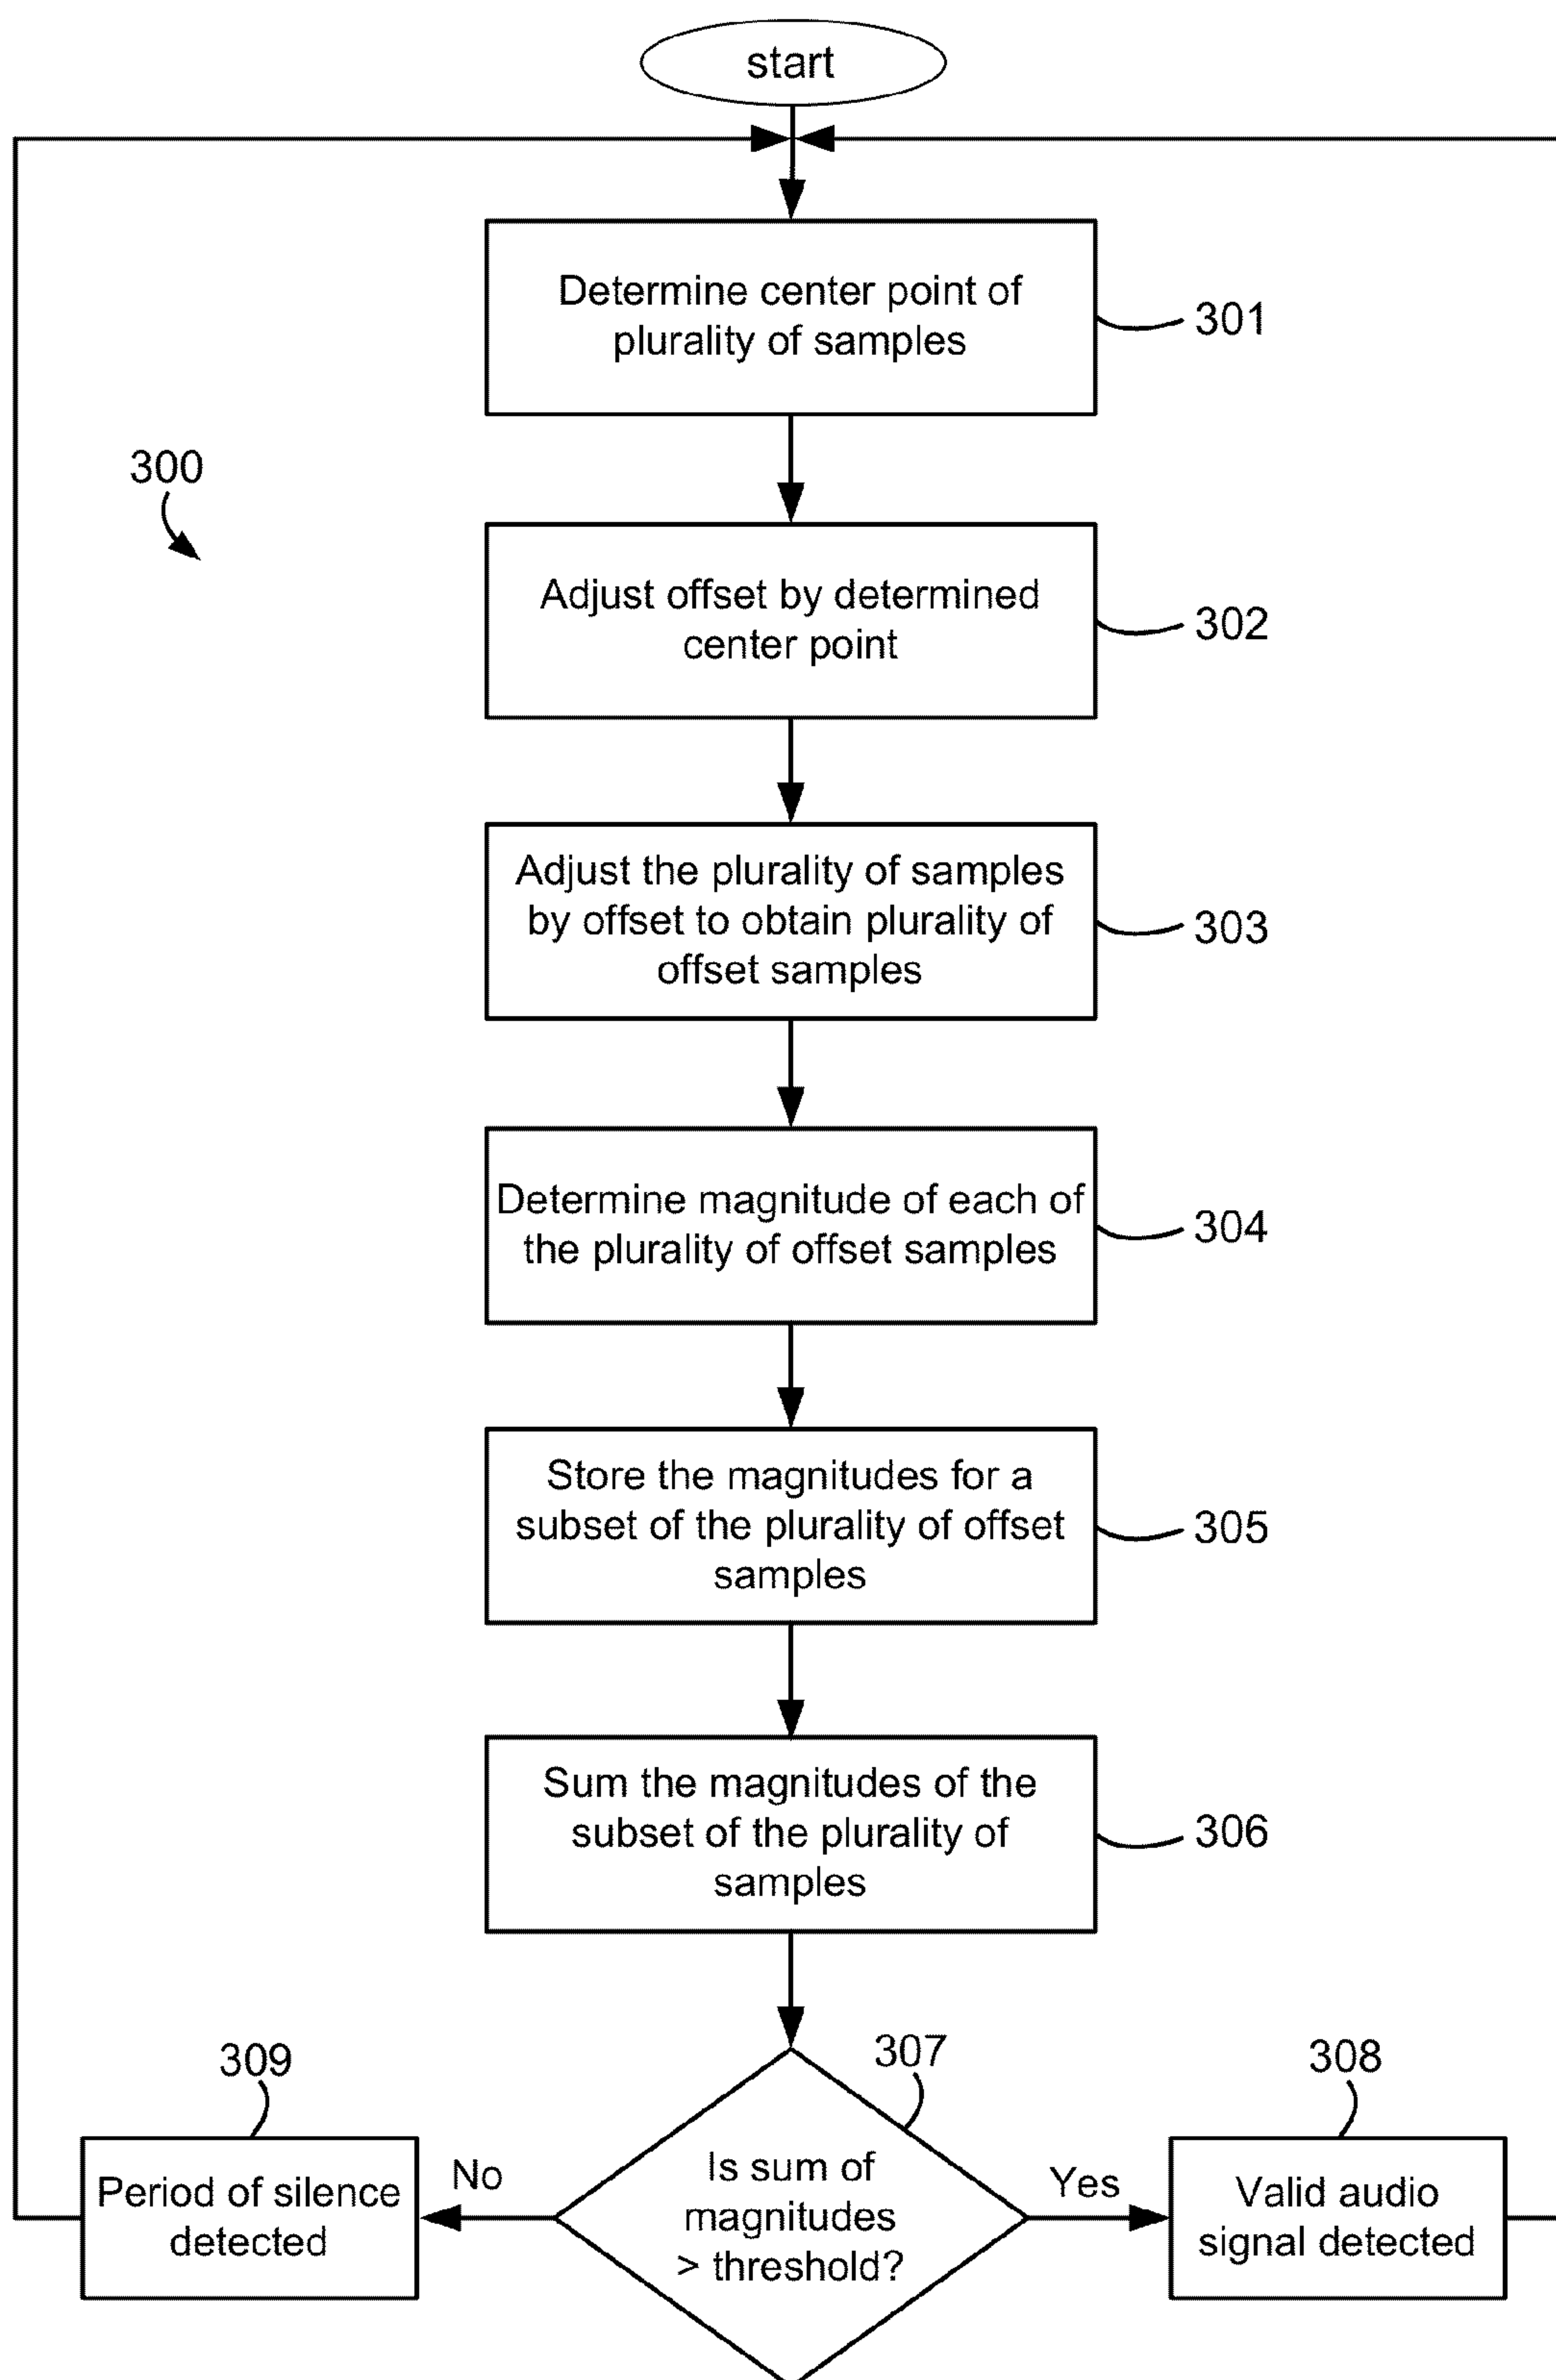 start
Determine center point of
plurality of samples
301
300
Adjust offset by determined
center point
302
Adjust the plurality of samples
by offset to obtain plurality of
offset samples
303
Determine magnitude of each of
the plurality of offset samples
304
Store the magnitudes for a
subset of the plurality of offset
samples
305
Sum the magnitudes of the
subset of the plurality of
samples
306
309
307
308
Period of silence
detected
No
Is sum of
magnitudes
> threshold?
Yes
Valid audio
signal detected